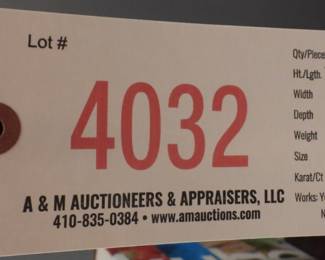 Lot #
4032
A & M AUCTIONEERS & APPRAISERS, LLC
410-835-0384 • www.amauctions.com
Qty/Piece
Ht./Lgth.
Width
Depth
Weight
Size
Karat/Ct
Works: